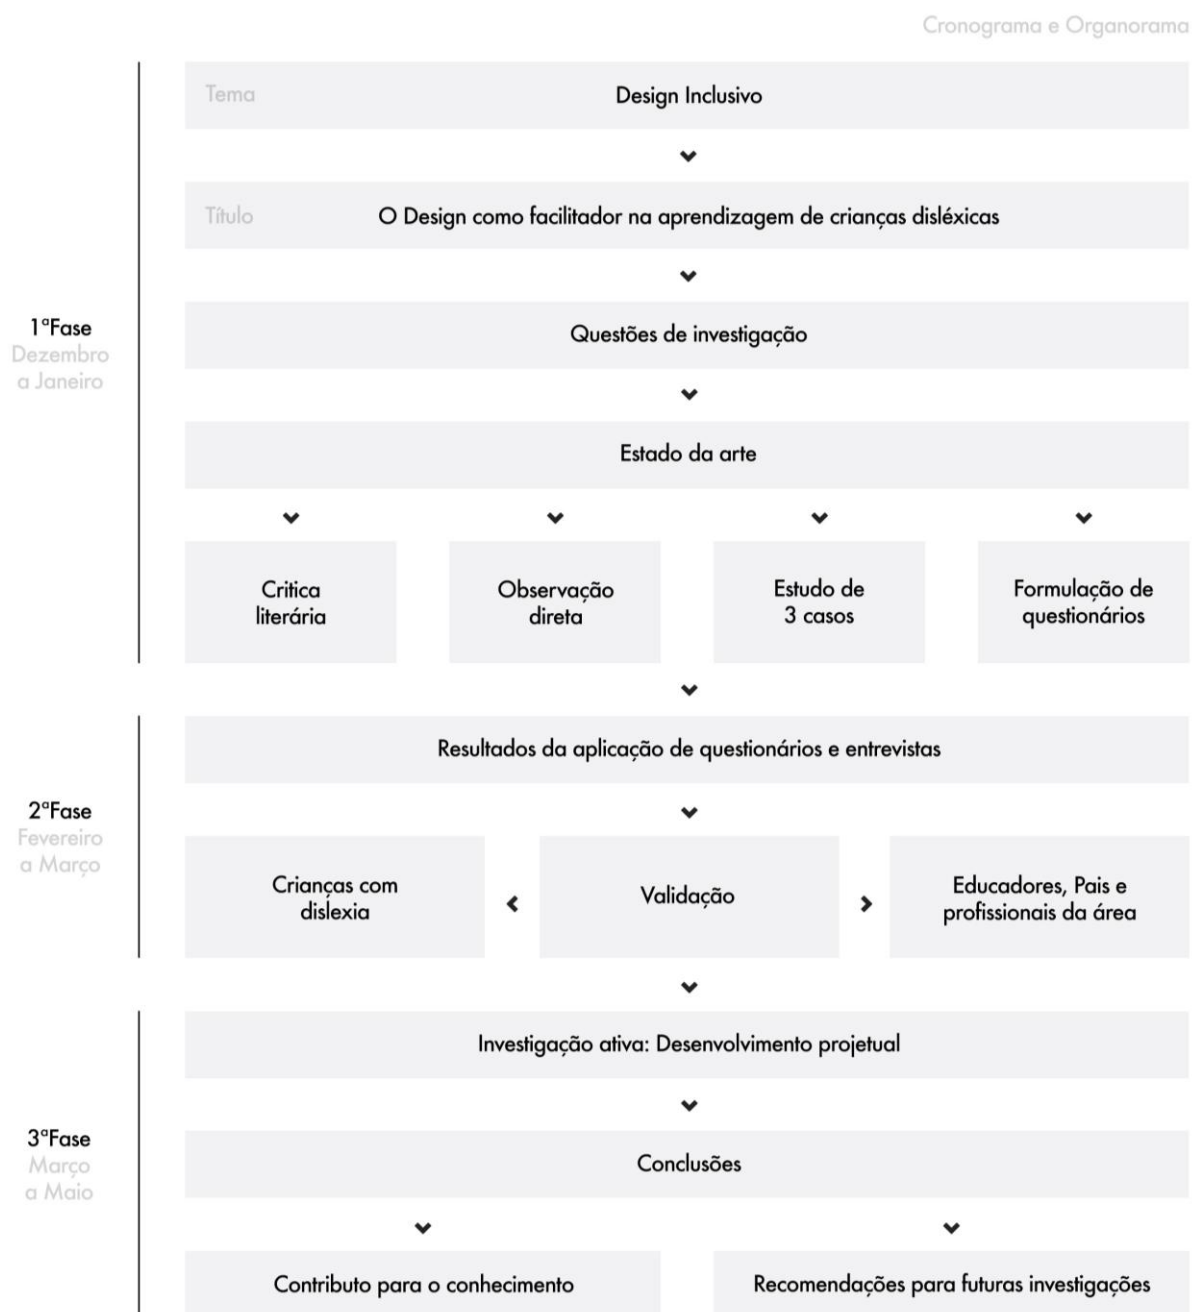 Cronograma e Organorama
Tema
Design Inclusivo
Título
O Design como facilitador na aprendizagem de crianças disléxicas
Questões de investigação
1ªFase
Dezembro
a Janeiro
Estado da arte
Critica
literária
Observação
direta
Estudo de
3 casos
Formulação de
questionários
Resultados da aplicação de questionários e entrevistas
2ªFase
Fevereiro
a Março
Crianças com
dislexia
Validação
Educadores, Pais e
profissionais da área
Investigação ativa: Desenvolvimento projetual
3ªFase
Março
a Maio
Conclusões
Contributo para o conhecimento
Recomendações para futuras investigações